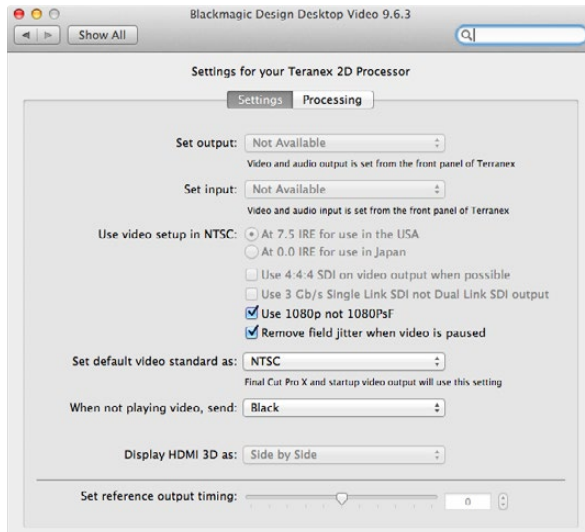 Blackmagic Design Desktop Video 9.6.3
Show All
Settings for your Teranex 2D Processor
Settings Processing
Set output: Not Available
Video and audio output is set from the front panel of Terranex
Set input: Not Available
Video and audio input is set from the front panel of Terranex
Use video setup in NTSC: At 7.5 IRE for use in the USA
At 0.0 IRE for use in Japan
Use 4:4:4 SDI on video output when possible
Use 3 Gb/s Single Link SDI not Dual Link SDI output
Use 1080p not 1080PsF
Remove field jitter when video is paused
Set default video standard as: NTSC
Final Cut Pro X and startup video output will use this setting
When not playing video, send: Black
Display HDMI 3D as: Side by Side
Set reference output timing: 0